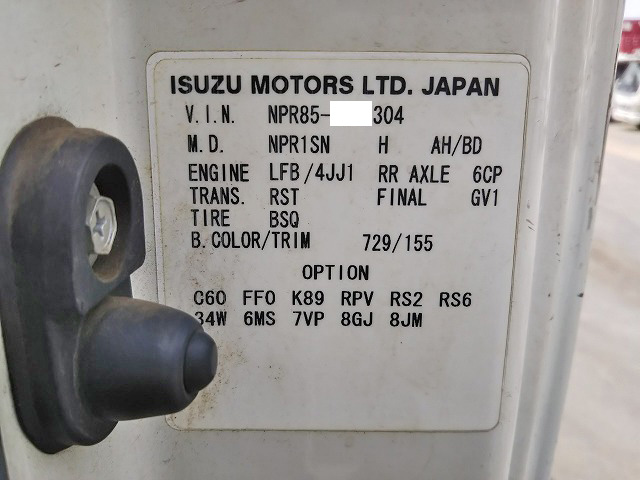 ISUZU MOTORS LTD. JAPAN
V.I.N. NPR85- 304
M.D. NPR1SN H AH/BD
ENGINE LFB/4JJ1 RR AXLE 6CP
TRANS. RST FINAL GV1
TIRE BSQ
B.COLOR/TRIM 729/155
OPTION
C60 FF0 K89 RPV RS2 RS6
34W 6MS 7VP 8GJ 8JM